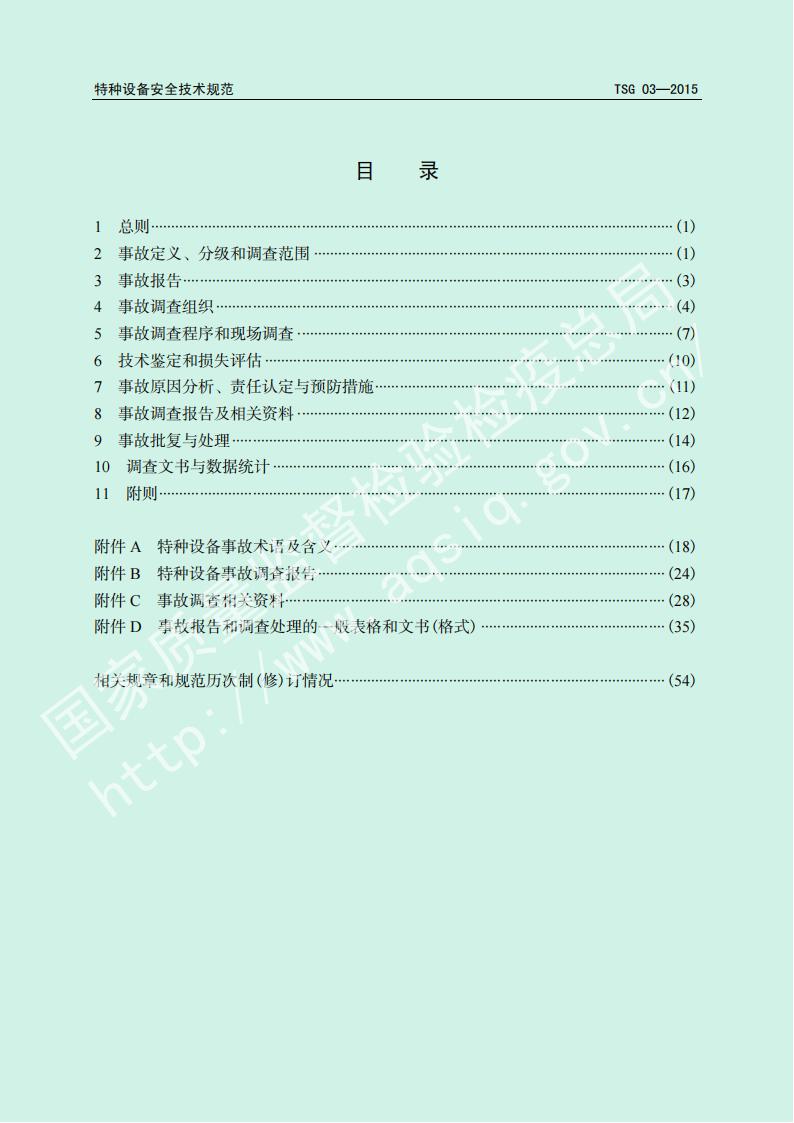 特种设备安全技术规范 TSG 03—2015
目 录
1 总则……(1)
2 事故定义、分级和调查范围……(1)
3 事故报告……(3)
4 事故调查组织……(4)
5 事故调查程序和现场调查……(7)
6 技术鉴定和损失评估……(10)
7 事故原因分析、责任认定与预防措施……(11)
8 事故调查报告及相关资料……(12)
9 事故批复与处理……(14)
10 调查文书与数据统计……(16)
11 附则……(17)
附件 A 特种设备事故术语及含义……(18)
附件 B 特种设备事故调查报告……(24)
附件 C 事故调查相关资料……(28)
附件 D 事故报告和调查处理的一般表格和文书(格式)……(35)
相关规章和规范历次制(修)订情况……(54)
国家质量监督检验检疫总局
http://www.aqsiq.gov.cn/